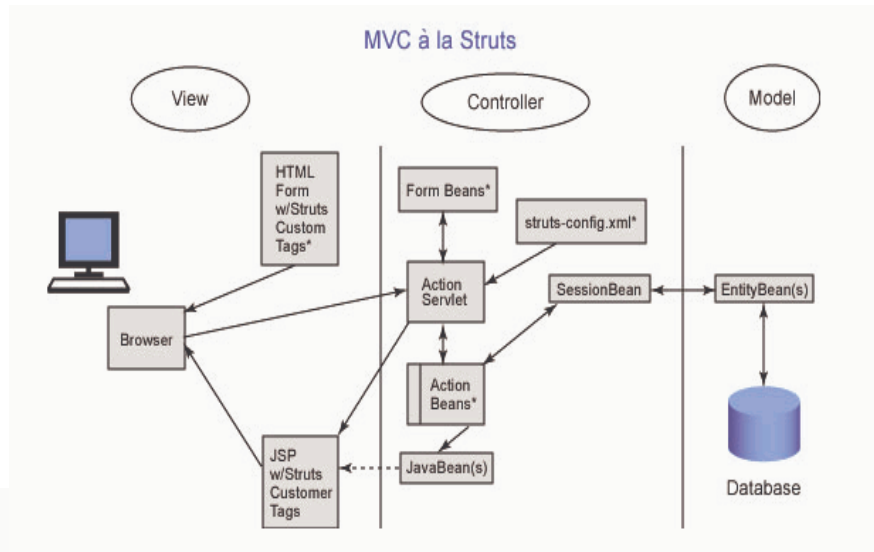 MVC à la Struts
View
Controller
Model
HTML
Form
w/Struts
Custom
Tags*
Form Beans*
struts-config.xml*
Action
Servlet
SessionBean
EntityBean(s)
Browser
Action
Beans*
JSP
w/Struts
Customer
Tags
JavaBean(s)
Database